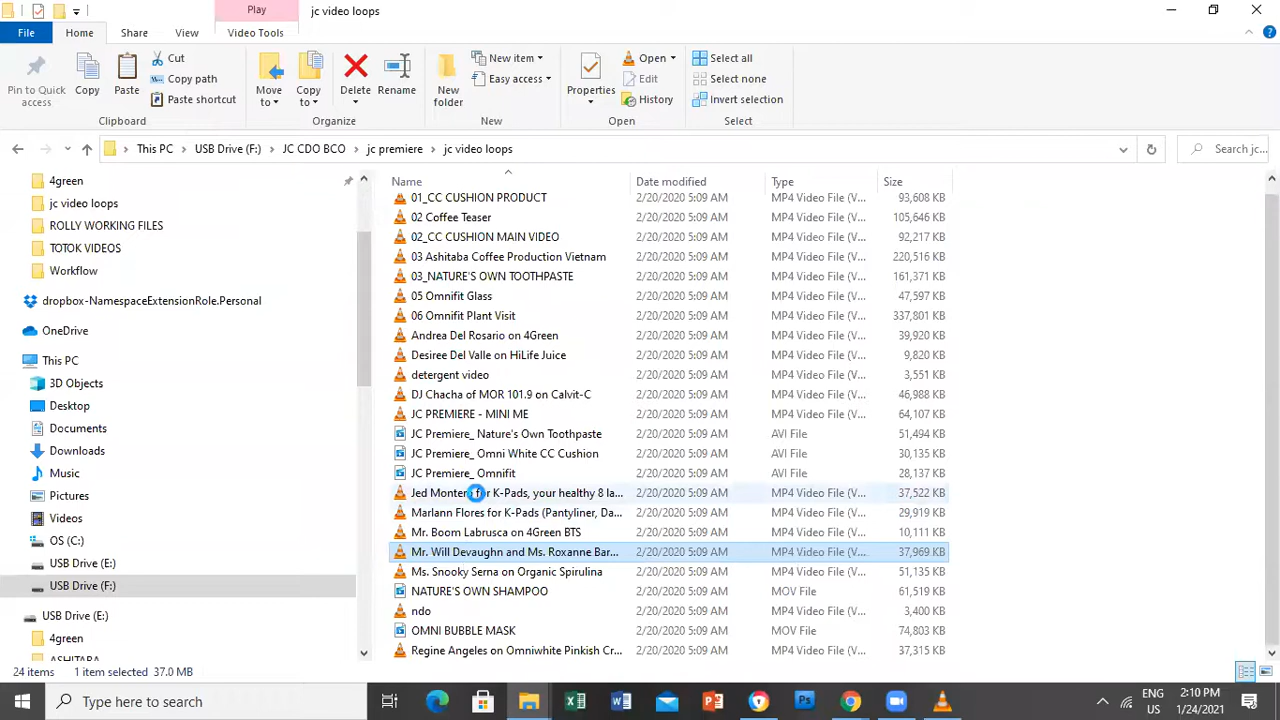 Play
jc video loops
File
Home
Share
View
Video Tools
Pin to Quick access
Copy
Paste
Cut
Copy path
Paste shortcut
Clipboard
Move to
Copy to
Delete
Rename
Organize
New folder
New item
Easy access
New
Properties
Open
Edit
History
Open
Select all
Select none
Invert selection
Select
This PC
USB Drive (F:)
JC CDO BCO
jc premiere
jc video loops
Search jc...
4green
jc video loops
ROLLY WORKING FILES
TOTOK VIDEOS
Workflow
dropbox-NamespaceExtensionRole.Personal
OneDrive
This PC
3D Objects
Desktop
Documents
Downloads
Music
Pictures
Videos
OS (C:)
USB Drive (E:)
USB Drive (F:)
USB Drive (E:)
4green
ASHITABA
Name Date modified Type Size
01_CC CUSHION PRODUCT 2/20/2020 5:09 AM MP4 Video File (V... 93,608 KB
02 Coffee Teaser 2/20/2020 5:09 AM MP4 Video File (V... 105,646 KB
02_CC CUSHION MAIN VIDEO 2/20/2020 5:09 AM MP4 Video File (V... 92,217 KB
03 Ashitaba Coffee Production Vietnam 2/20/2020 5:09 AM MP4 Video File (V... 220,516 KB
03_NATURE'S OWN TOOTHPASTE 2/20/2020 5:09 AM MP4 Video File (V... 161,371 KB
05 Omnifit Glass 2/20/2020 5:09 AM MP4 Video File (V... 47,597 KB
06 Omnifit Plant Visit 2/20/2020 5:09 AM MP4 Video File (V... 337,801 KB
Andrea Del Rosario on 4Green 2/20/2020 5:09 AM MP4 Video File (V... 39,920 KB
Desiree Del Valle on HiLife Juice 2/20/2020 5:09 AM MP4 Video File (V... 9,820 KB
detergent video 2/20/2020 5:09 AM MP4 Video File (V... 3,551 KB
DJ Chacha of MOR 101.9 on Calvit-C 2/20/2020 5:09 AM MP4 Video File (V... 46,988 KB
JC PREMIERE - MINI ME 2/20/2020 5:09 AM MP4 Video File (V... 64,107 KB
JC Premiere_ Nature's Own Toothpaste 2/20/2020 5:09 AM AVI File 51,494 KB
JC Premiere_ Omni White CC Cushion 2/20/2020 5:09 AM AVI File 30,135 KB
JC Premiere_ Omnifit 2/20/2020 5:09 AM AVI File 28,137 KB
Jed Montero for K-Pads, your healthy 8 la... 2/20/2020 5:09 AM MP4 Video File (V... 37,522 KB
Marlann Flores for K-Pads (Pantyliner, Da... 2/20/2020 5:09 AM MP4 Video File (V... 29,919 KB
Mr. Boom Labrusca on 4Green BTS 2/20/2020 5:09 AM MP4 Video File (V... 10,111 KB
Mr. Will Devaughn and Ms. Roxanne Bar... 2/20/2020 5:09 AM MP4 Video File (V... 37,969 KB
Ms. Snooky Serna on Organic Spirulina 2/20/2020 5:09 AM MP4 Video File (V... 51,135 KB
NATURE'S OWN SHAMPOO 2/20/2020 5:09 AM MOV File 61,519 KB
ndo 2/20/2020 5:09 AM MP4 Video File (V... 3,400 KB
OMNI BUBBLE MASK 2/20/2020 5:09 AM MOV File 74,803 KB
Regine Angeles on Omniwhite Pinkish Cr... 2/20/2020 5:09 AM MP4 Video File (V... 37,315 KB
24 items 1 item selected 37.0 MB
Type here to search
ENG
US
2:10 PM
1/24/2021